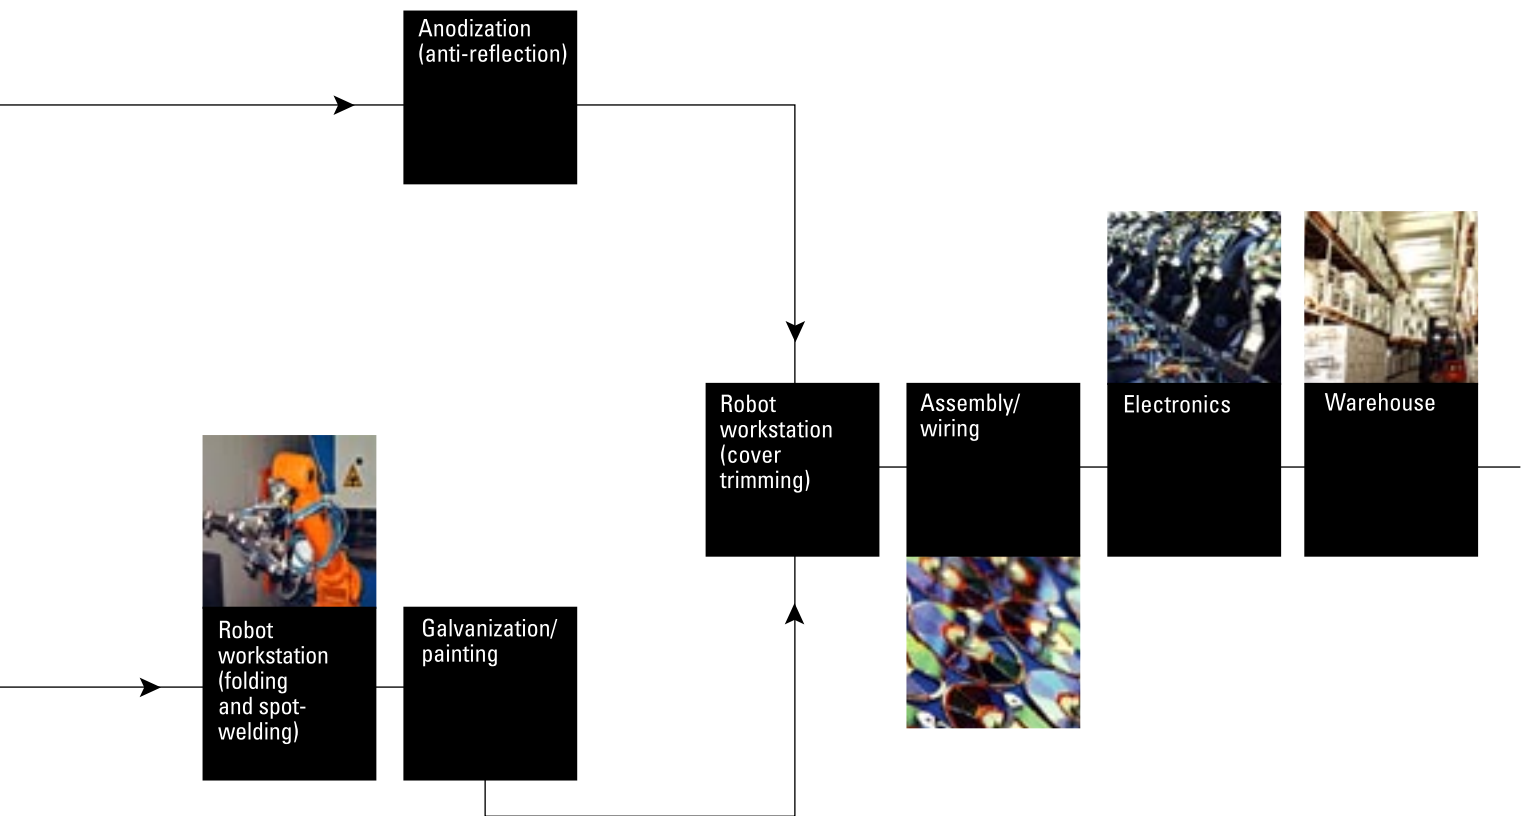 Anodization
(anti-reflection)
Robot
workstation
(cover
trimming)
Assembly/
wiring
Electronics
Warehouse
Robot
workstation
(folding
and spot-
welding)
Galvanization/
painting